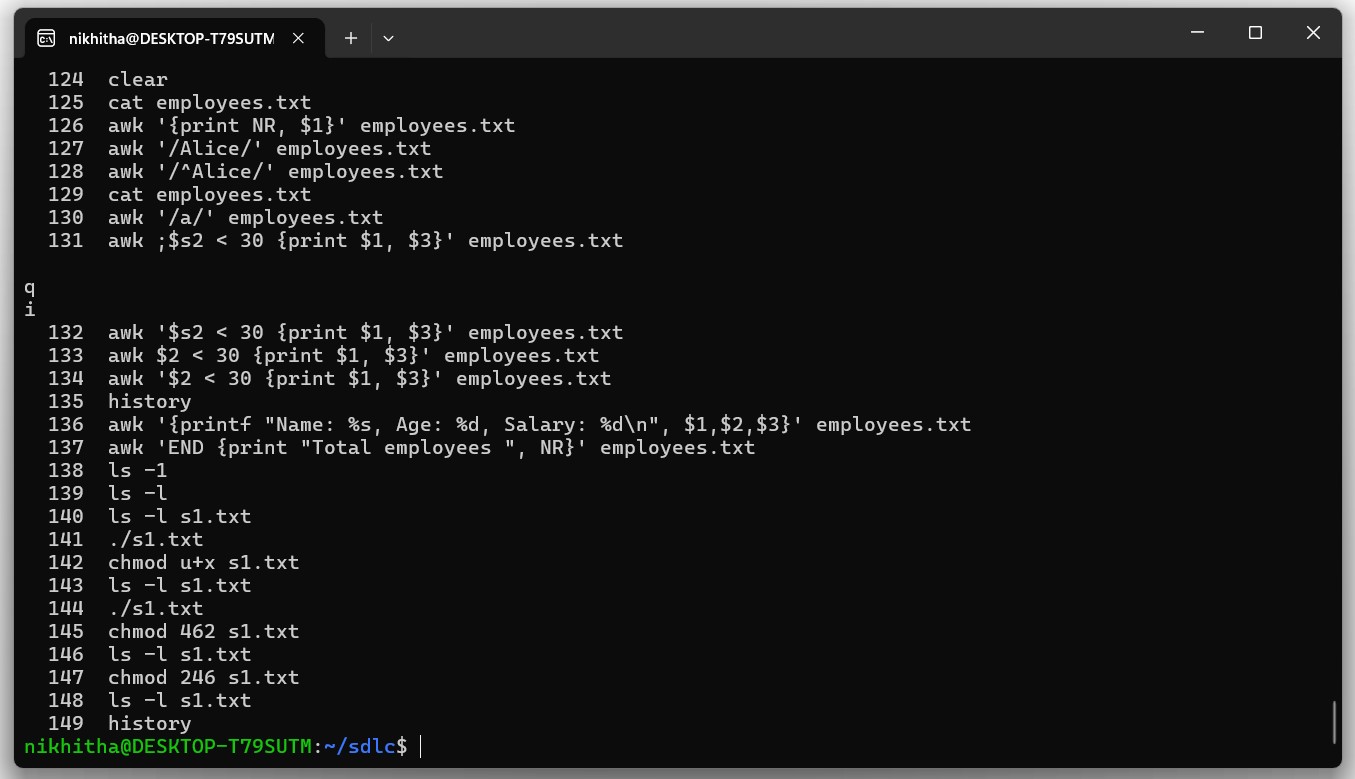 nikhitha@DESKTOP-T79SUTM
124 clear
125 cat employees.txt
126 awk '{print NR, $1}' employees.txt
127 awk '/Alice/' employees.txt
128 awk '/^Alice/' employees.txt
129 cat employees.txt
130 awk '/a/' employees.txt
131 awk ;$s2 < 30 {print $1, $3}' employees.txt
q
i
132 awk '$s2 < 30 {print $1, $3}' employees.txt
133 awk $2 < 30 {print $1, $3}' employees.txt
134 awk '$2 < 30 {print $1, $3}' employees.txt
135 history
136 awk '{printf "Name: %s, Age: %d, Salary: %d\n", $1,$2,$3}' employees.txt
137 awk 'END {print "Total employees ", NR}' employees.txt
138 ls -1
139 ls -l
140 ls -l s1.txt
141 ./s1.txt
142 chmod u+x s1.txt
143 ls -l s1.txt
144 ./s1.txt
145 chmod 462 s1.txt
146 ls -l s1.txt
147 chmod 246 s1.txt
148 ls -l s1.txt
149 history
nikhitha@DESKTOP-T79SUTM:~/sdlc$